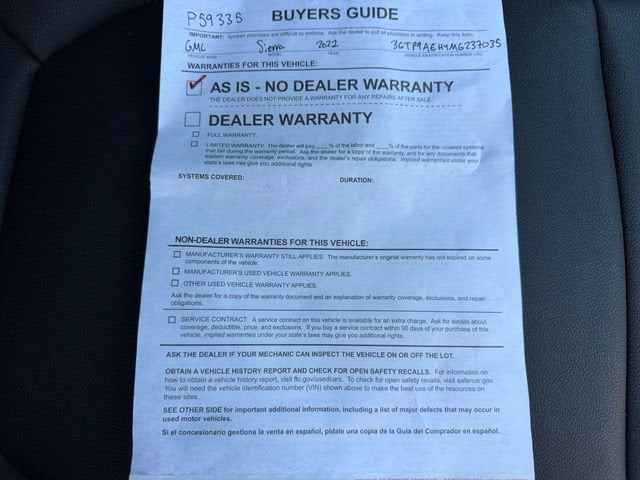 P59335
BUYERS GUIDE
IMPORTANT: Spoken promises are difficult to enforce. Ask the dealer to put all promises in writing. Keep this form.
GMC Sierra 2022 3GTP9AEH4MG237035
VEHICLE MAKE MODEL YEAR VEHICLE IDENTIFICATION NUMBER (VIN)
WARRANTIES FOR THIS VEHICLE:
AS IS - NO DEALER WARRANTY
THE DEALER DOES NOT PROVIDE A WARRANTY FOR ANY REPAIRS AFTER SALE.
DEALER WARRANTY
FULL WARRANTY.
LIMITED WARRANTY. The dealer will pay ____% of the labor and ____% of the parts for the covered systems
that fail during the warranty period. Ask the dealer for a copy of the warranty, and for any documents that
explain warranty coverage, exclusions, and the dealer's repair obligations. Implied warranties under your
state's laws may give you additional rights.
SYSTEMS COVERED: DURATION:
NON-DEALER WARRANTIES FOR THIS VEHICLE:
MANUFACTURER'S WARRANTY STILL APPLIES. The manufacturer's original warranty has not expired on some
components of the vehicle.
MANUFACTURER'S USED VEHICLE WARRANTY APPLIES.
OTHER USED VEHICLE WARRANTY APPLIES.
Ask the dealer for a copy of the warranty document and an explanation of warranty coverage, exclusions, and repair
obligations.
SERVICE CONTRACT. A service contract on this vehicle is available for an extra charge. Ask for details about
coverage, deductible, price, and exclusions. If you buy a service contract within 90 days of your purchase of this
vehicle, implied warranties under your state's laws may give you additional rights.
ASK THE DEALER IF YOUR MECHANIC CAN INSPECT THE VEHICLE ON OR OFF THE LOT.
OBTAIN A VEHICLE HISTORY REPORT AND CHECK FOR OPEN SAFETY RECALLS. For information on
how to obtain a vehicle history report, visit ftc.gov/usedcars. To check for open safety recalls, visit safercar.gov.
You will need the vehicle identification number (VIN) shown above to make the best use of the resources on
these sites.
SEE OTHER SIDE for important additional information, including a list of major defects that may occur in
used motor vehicles.
Si el concesionario gestiona la venta en español, pídale una copia de la Guía del Comprador en español.